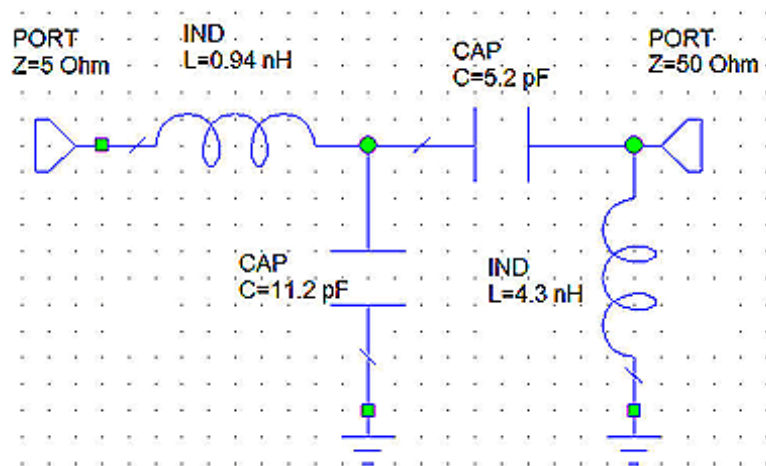 PORT
Z=5 Ohm
IND
L=0.94 nH
CAP
C=5.2 pF
PORT
Z=50 Ohm
CAP
C=11.2 pF
IND
L=4.3 nH